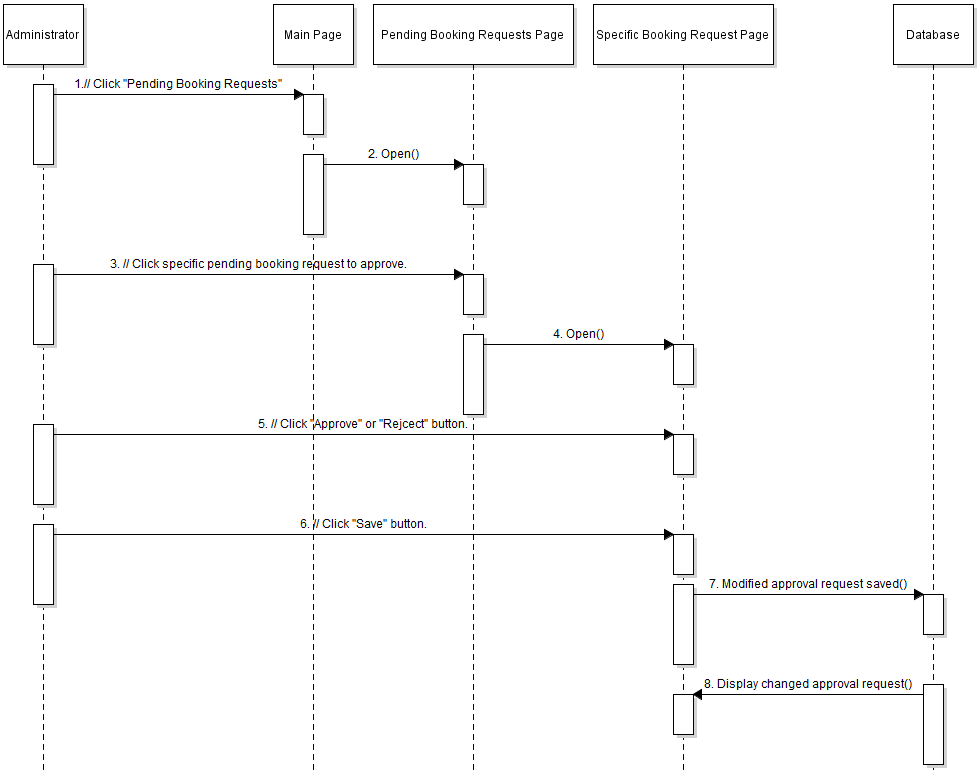 Administrator
Main Page
Pending Booking Requests Page
Specific Booking Request Page
Database
1.// Click "Pending Booking Requests"
2. Open()
3. // Click specific pending booking request to approve.
4. Open()
5. // Click "Approve" or "Rejcect" button.
6. // Click "Save" button.
7. Modified approval request saved()
8. Display changed approval request()